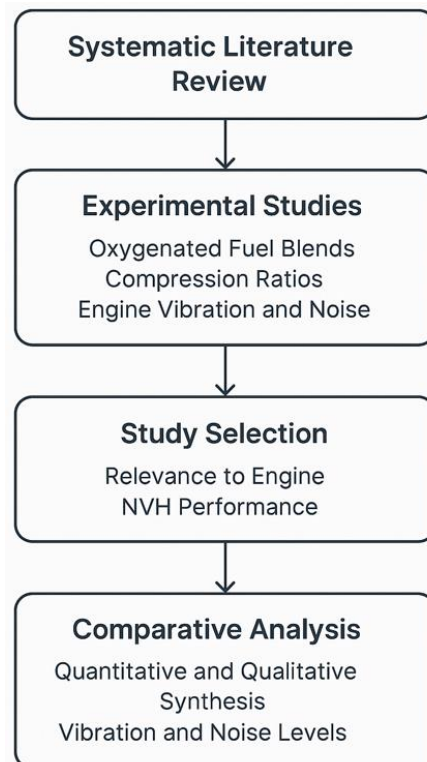 Systematic Literature
Review
Experimental Studies
Oxygenated Fuel Blends
Compression Ratios
Engine Vibration and Noise
Study Selection
Relevance to Engine
NVH Performance
Comparative Analysis
Quantitative and Qualitative
Synthesis
Vibration and Noise Levels